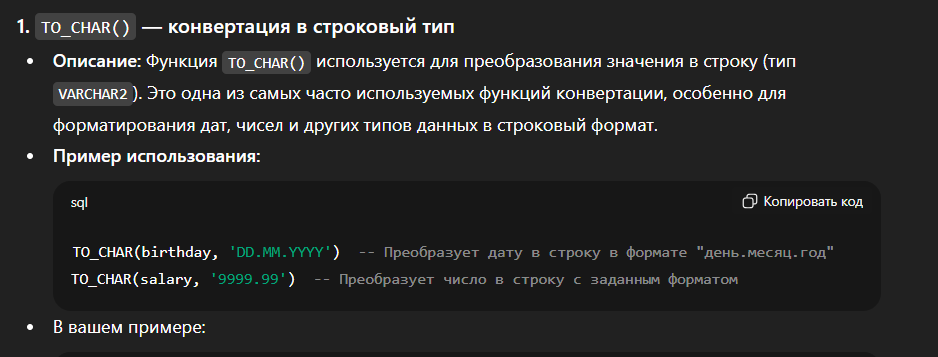 1. TO_CHAR() — конвертация в строковый тип
• Описание: Функция TO_CHAR() используется для преобразования значения в строку (тип
VARCHAR2). Это одна из самых часто используемых функций конвертации, особенно для
форматирования дат, чисел и других типов данных в строковый формат.
• Пример использования:
sql
Копировать код
TO_CHAR(birthday, 'DD.MM.YYYY')  -- Преобразует дату в строку в формате "день.месяц.год"
TO_CHAR(salary, '9999.99')  -- Преобразует число в строку с заданным форматом
• В вашем примере: